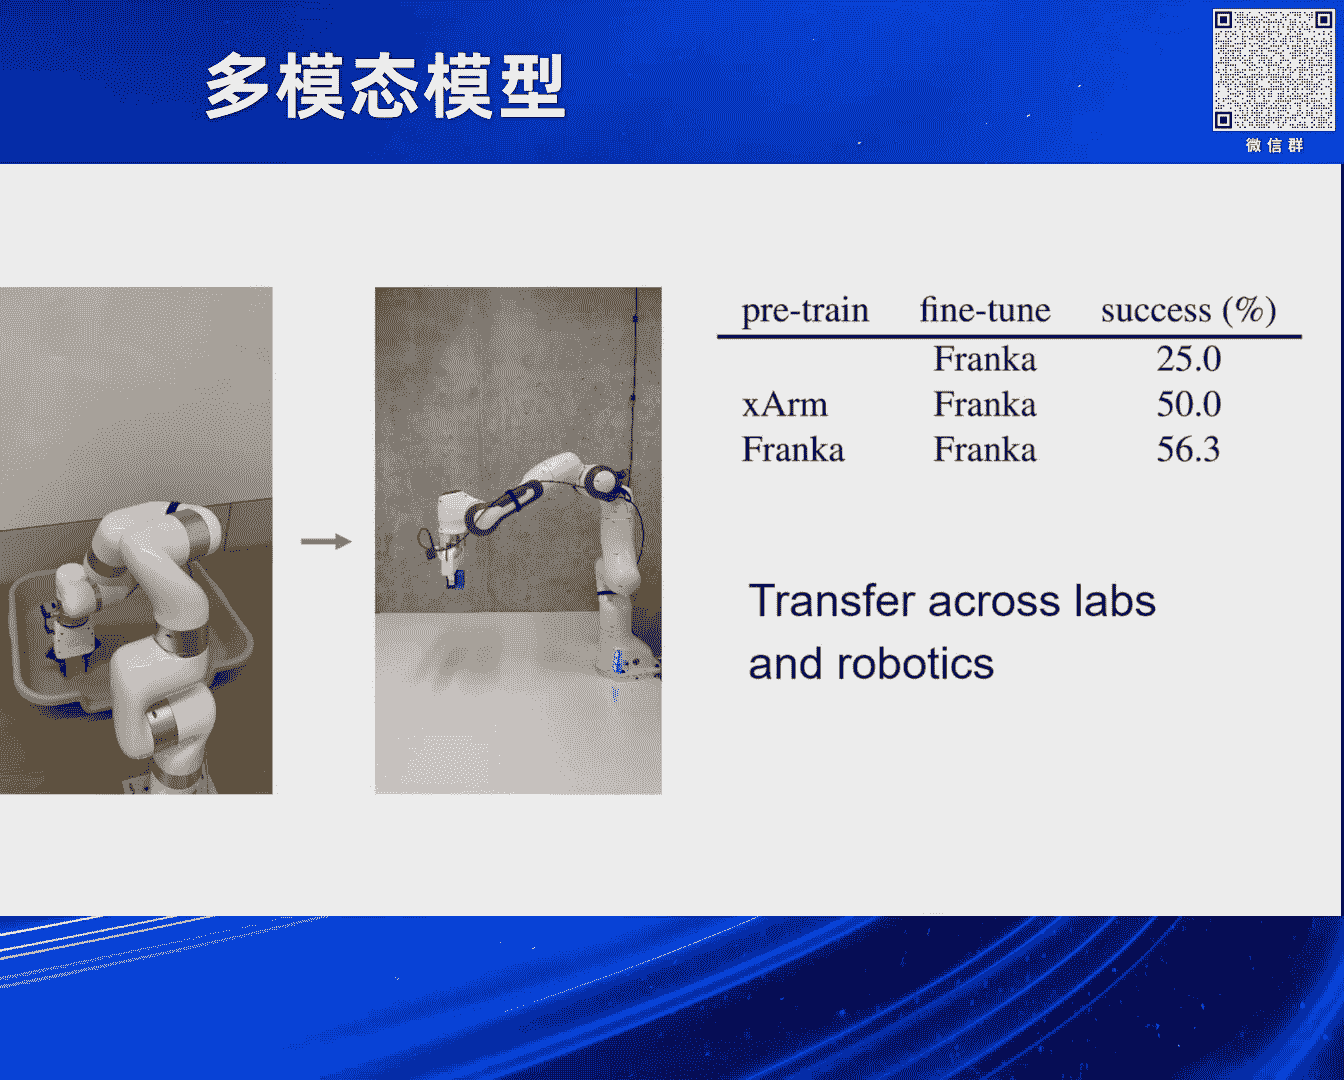 多模态模型
微信群
pre-train fine-tune success (%)
Franka 25.0
xArm Franka 50.0
Franka Franka 56.3
Transfer across labs
and robotics